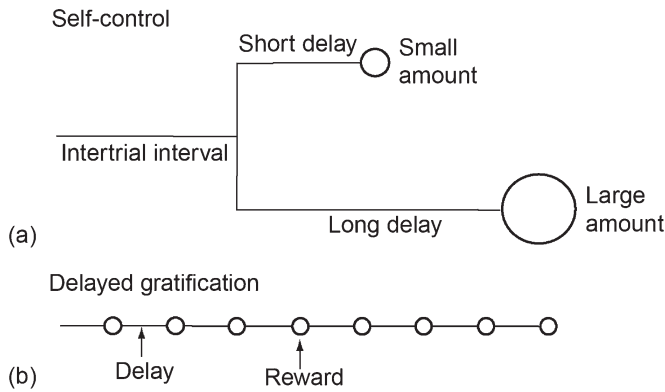 Self-control
Short delay
Small
amount
Intertrial interval
Long delay
Large
amount
(a)
Delayed gratification
Delay
Reward
(b)